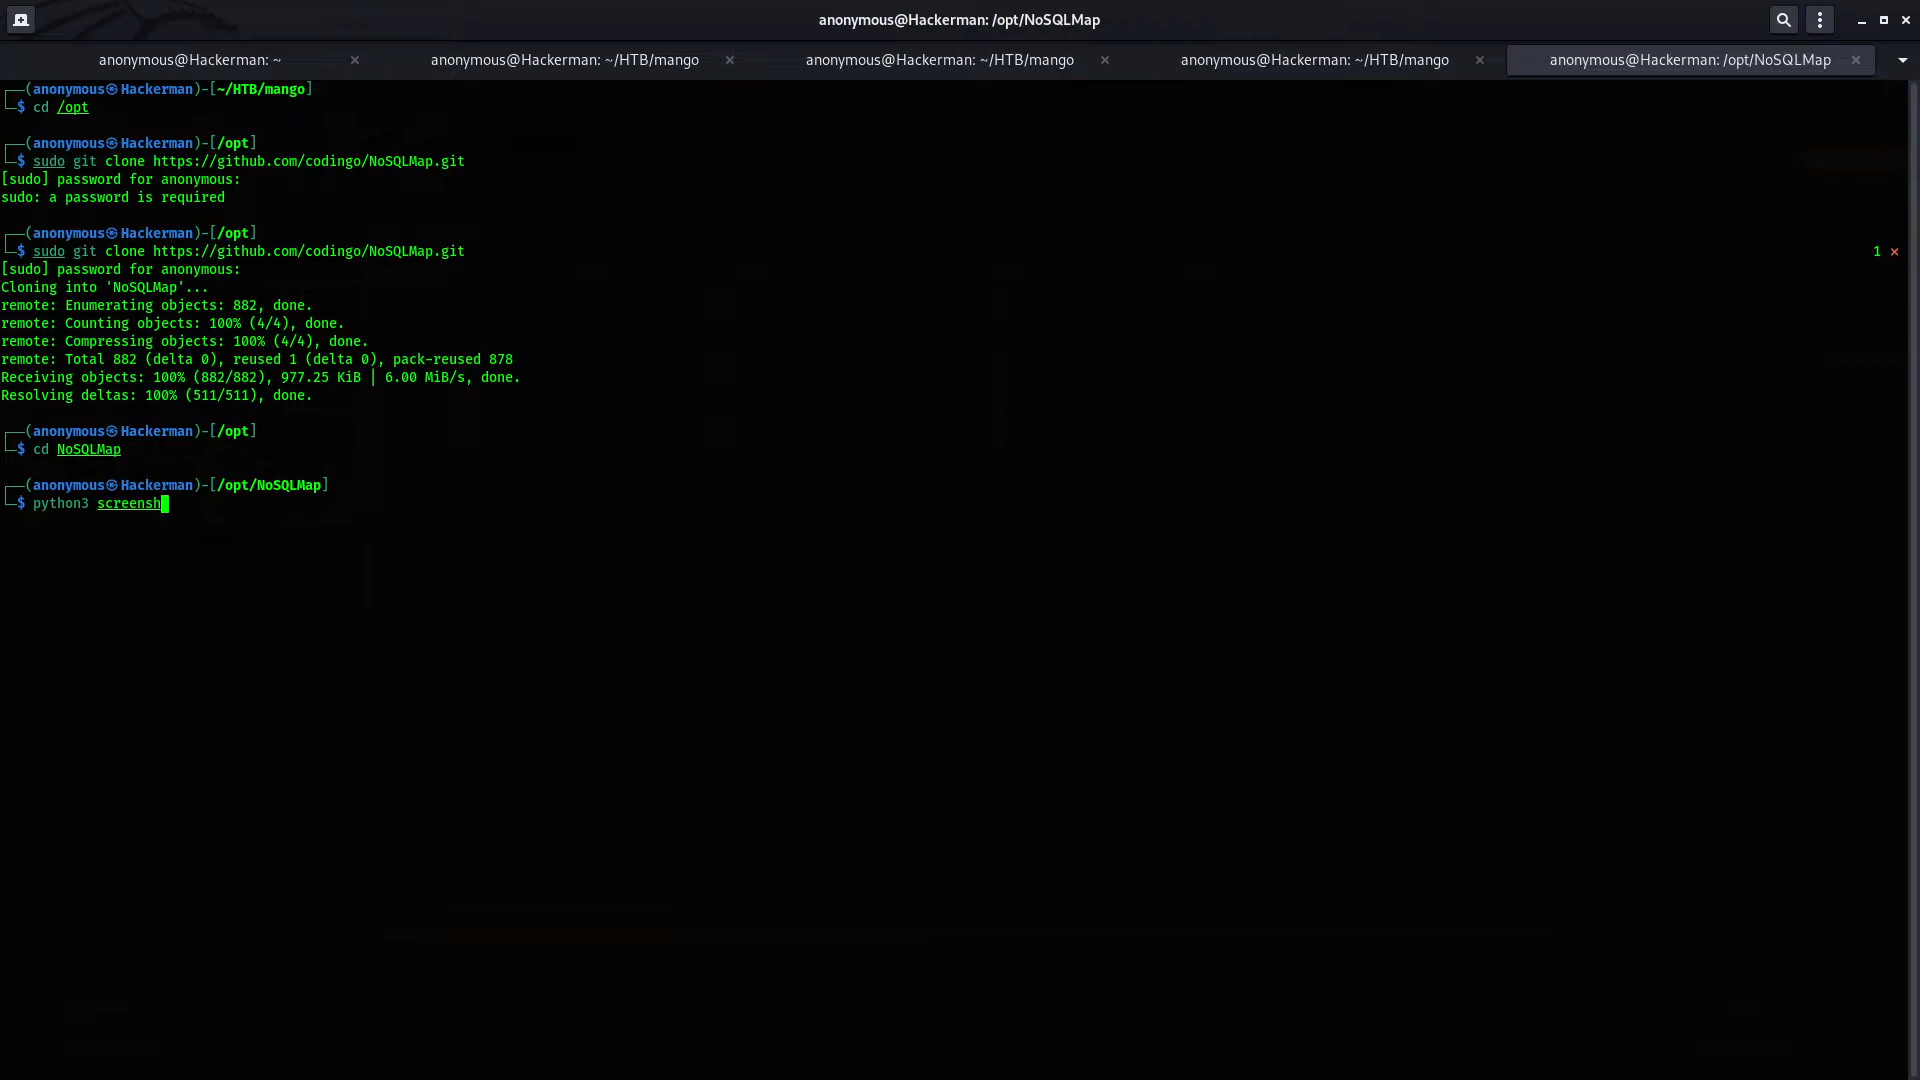 anonymous@Hackerman: /opt/NoSQLMap
anonymous@Hackerman: ~
anonymous@Hackerman: ~/HTB/mango
anonymous@Hackerman: ~/HTB/mango
anonymous@Hackerman: ~/HTB/mango
anonymous@Hackerman: /opt/NoSQLMap
┌──(anonymous㉿Hackerman)-[~/HTB/mango]
└─$ cd /opt
┌──(anonymous㉿Hackerman)-[/opt]
└─$ sudo git clone https://github.com/codingo/NoSQLMap.git
[sudo] password for anonymous:
sudo: a password is required
┌──(anonymous㉿Hackerman)-[/opt]
└─$ sudo git clone https://github.com/codingo/NoSQLMap.git 1 ⨯
[sudo] password for anonymous:
Cloning into 'NoSQLMap'...
remote: Enumerating objects: 882, done.
remote: Counting objects: 100% (4/4), done.
remote: Compressing objects: 100% (4/4), done.
remote: Total 882 (delta 0), reused 1 (delta 0), pack-reused 878
Receiving objects: 100% (882/882), 977.25 KiB | 6.00 MiB/s, done.
Resolving deltas: 100% (511/511), done.
┌──(anonymous㉿Hackerman)-[/opt]
└─$ cd NoSQLMap
┌──(anonymous㉿Hackerman)-[/opt/NoSQLMap]
└─$ python3 screensh